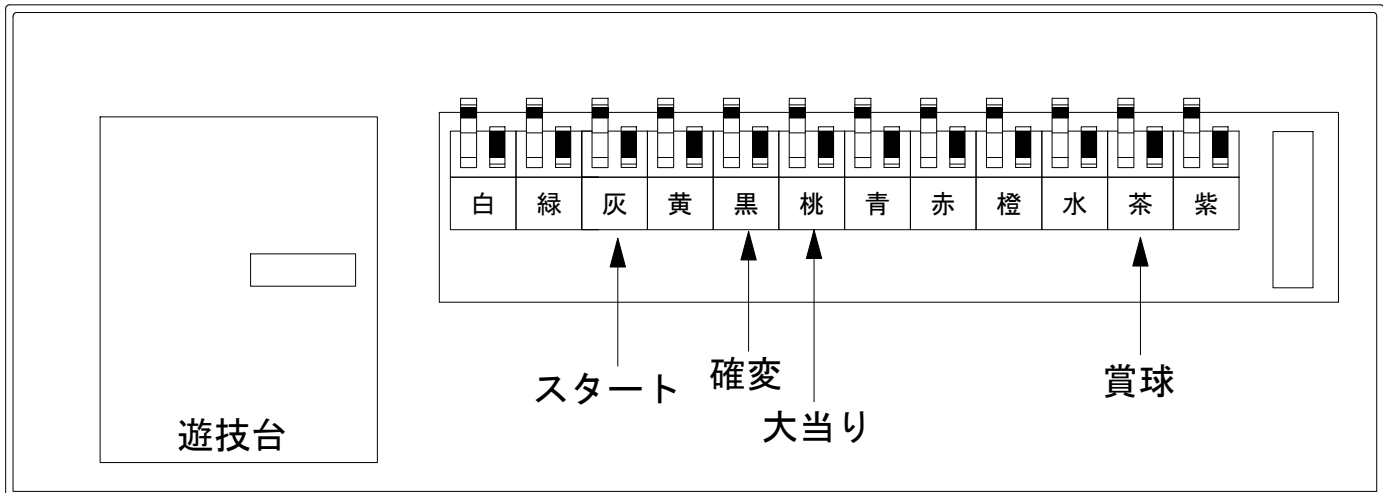 白 緑 灰 黄 黒 桃 青 赤 橙 水 茶 紫
スタート
確変
大当り
賞球
遊技台